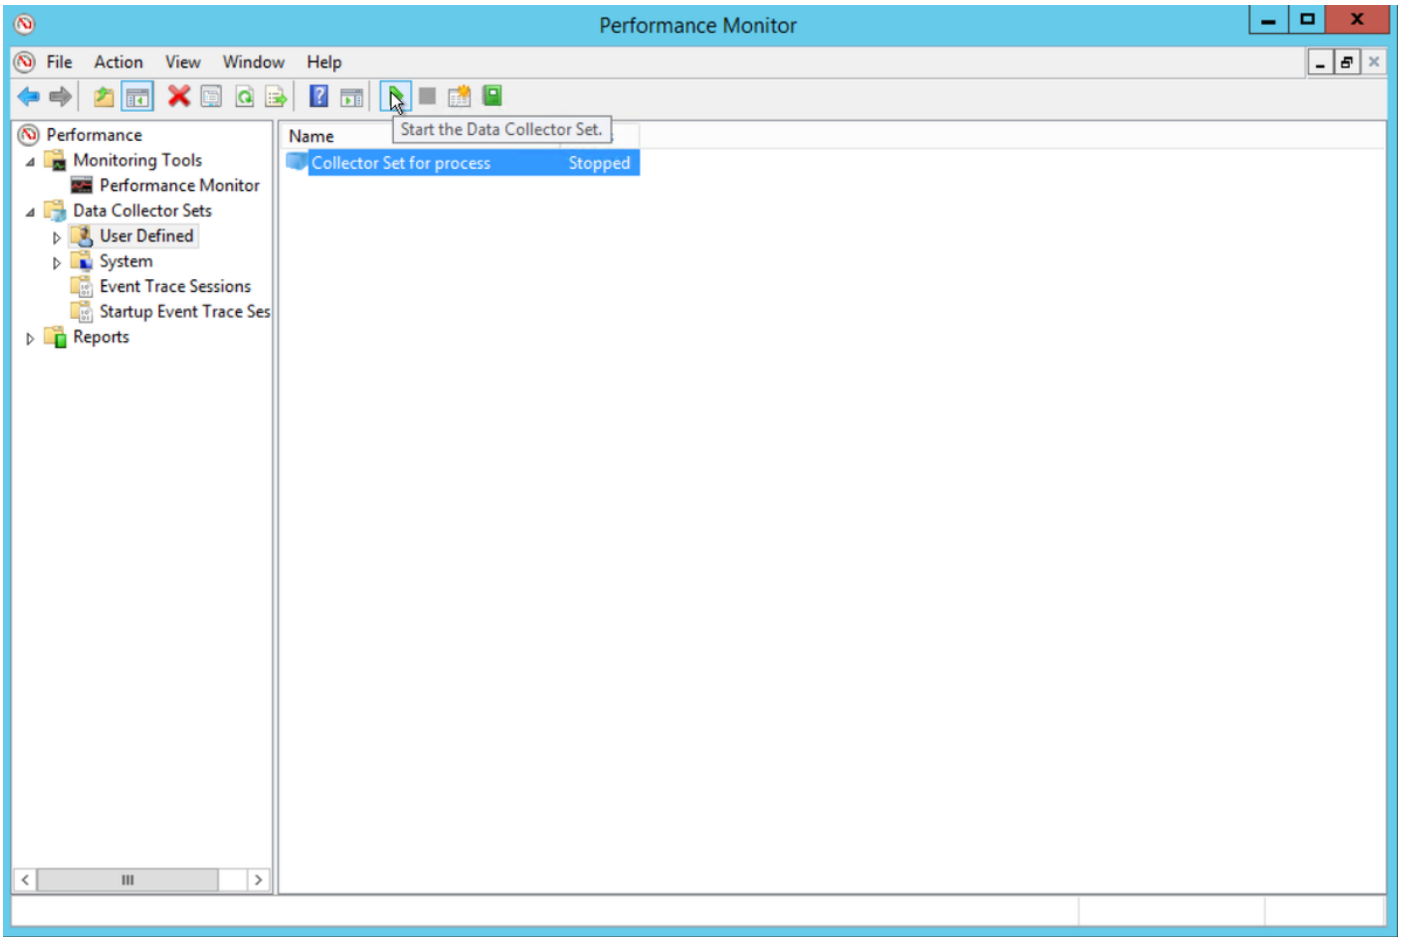 Performance Monitor
File Action View Window Help
Start the Data Collector Set.
Name
Collector Set for process Stopped
Performance
Monitoring Tools
Performance Monitor
Data Collector Sets
User Defined
System
Event Trace Sessions
Startup Event Trace Ses
Reports